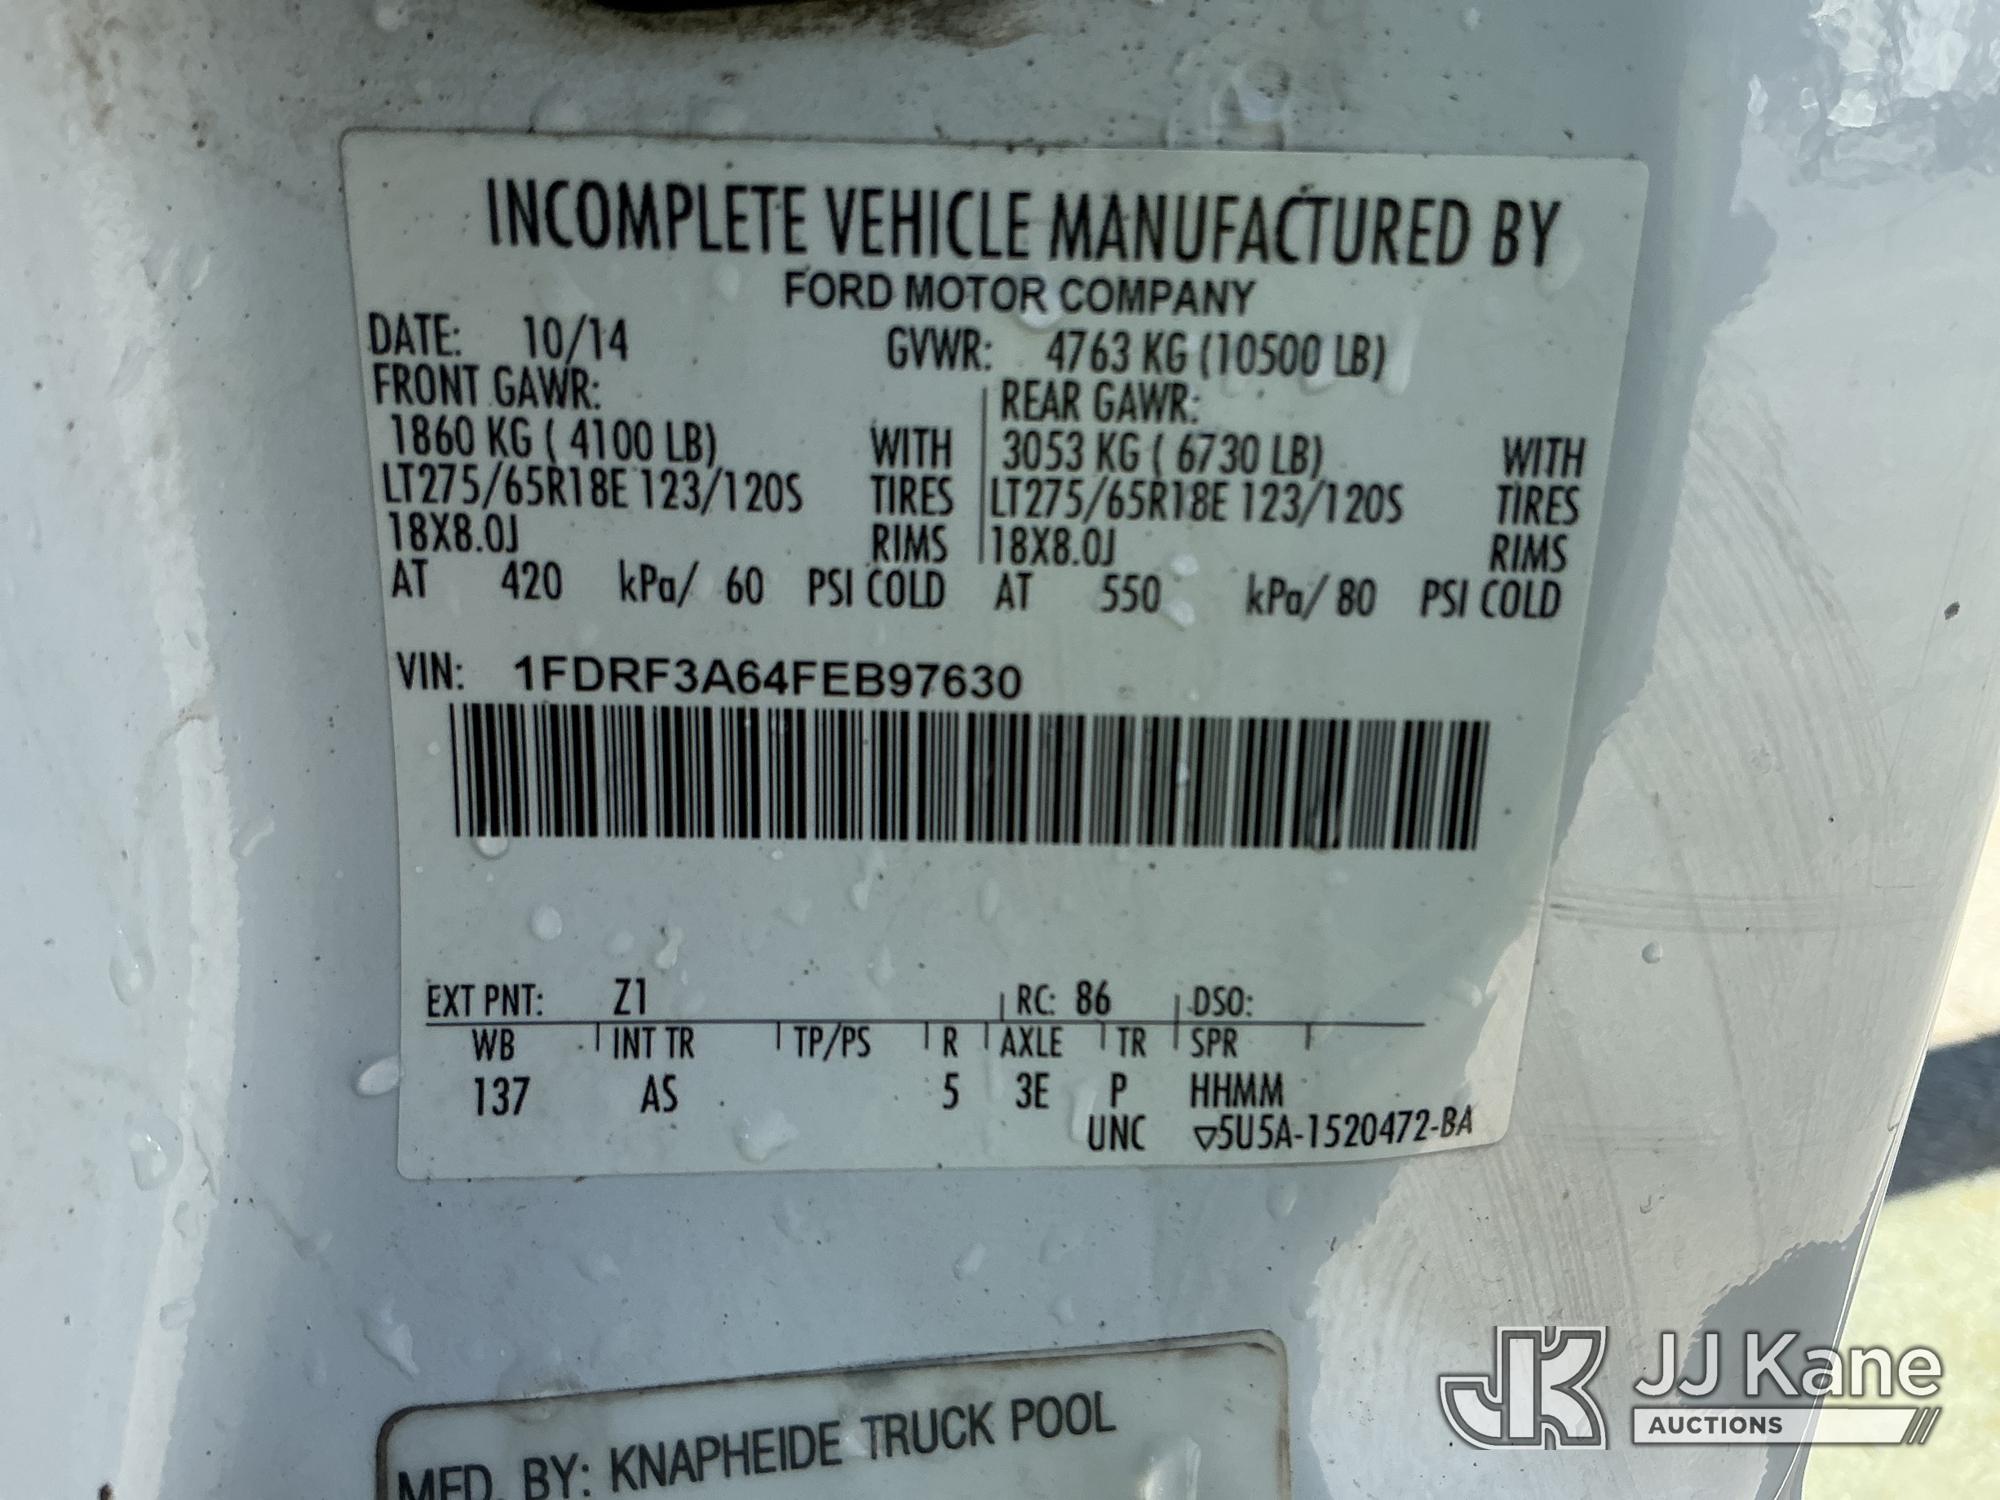 INCOMPLETE VEHICLE MANUFACTURED BY
FORD MOTOR COMPANY
DATE: 10/14 GVWR: 4763 KG (10500 LB)
FRONT GAWR: REAR GAWR:
1860 KG ( 4100 LB) WITH 3053 KG ( 6730 LB) WITH
LT275/65R18E 123/120S TIRES LT275/65R18E 123/120S TIRES
18X8.0J RIMS 18X8.0J RIMS
AT 420 kPa/ 60 PSI COLD AT 550 kPa/ 80 PSI COLD
VIN: 1FDRF3A64FEB97630
EXT PNT: Z1 RC: 86 DSO:
WB INT TR TP/PS R AXLE TR SPR
137 AS 5 3E P HHMM
UNC ▽5U5A-1520472-BA
MFD. BY: KNAPHEIDE TRUCK POOL
JK JJ Kane
AUCTIONS